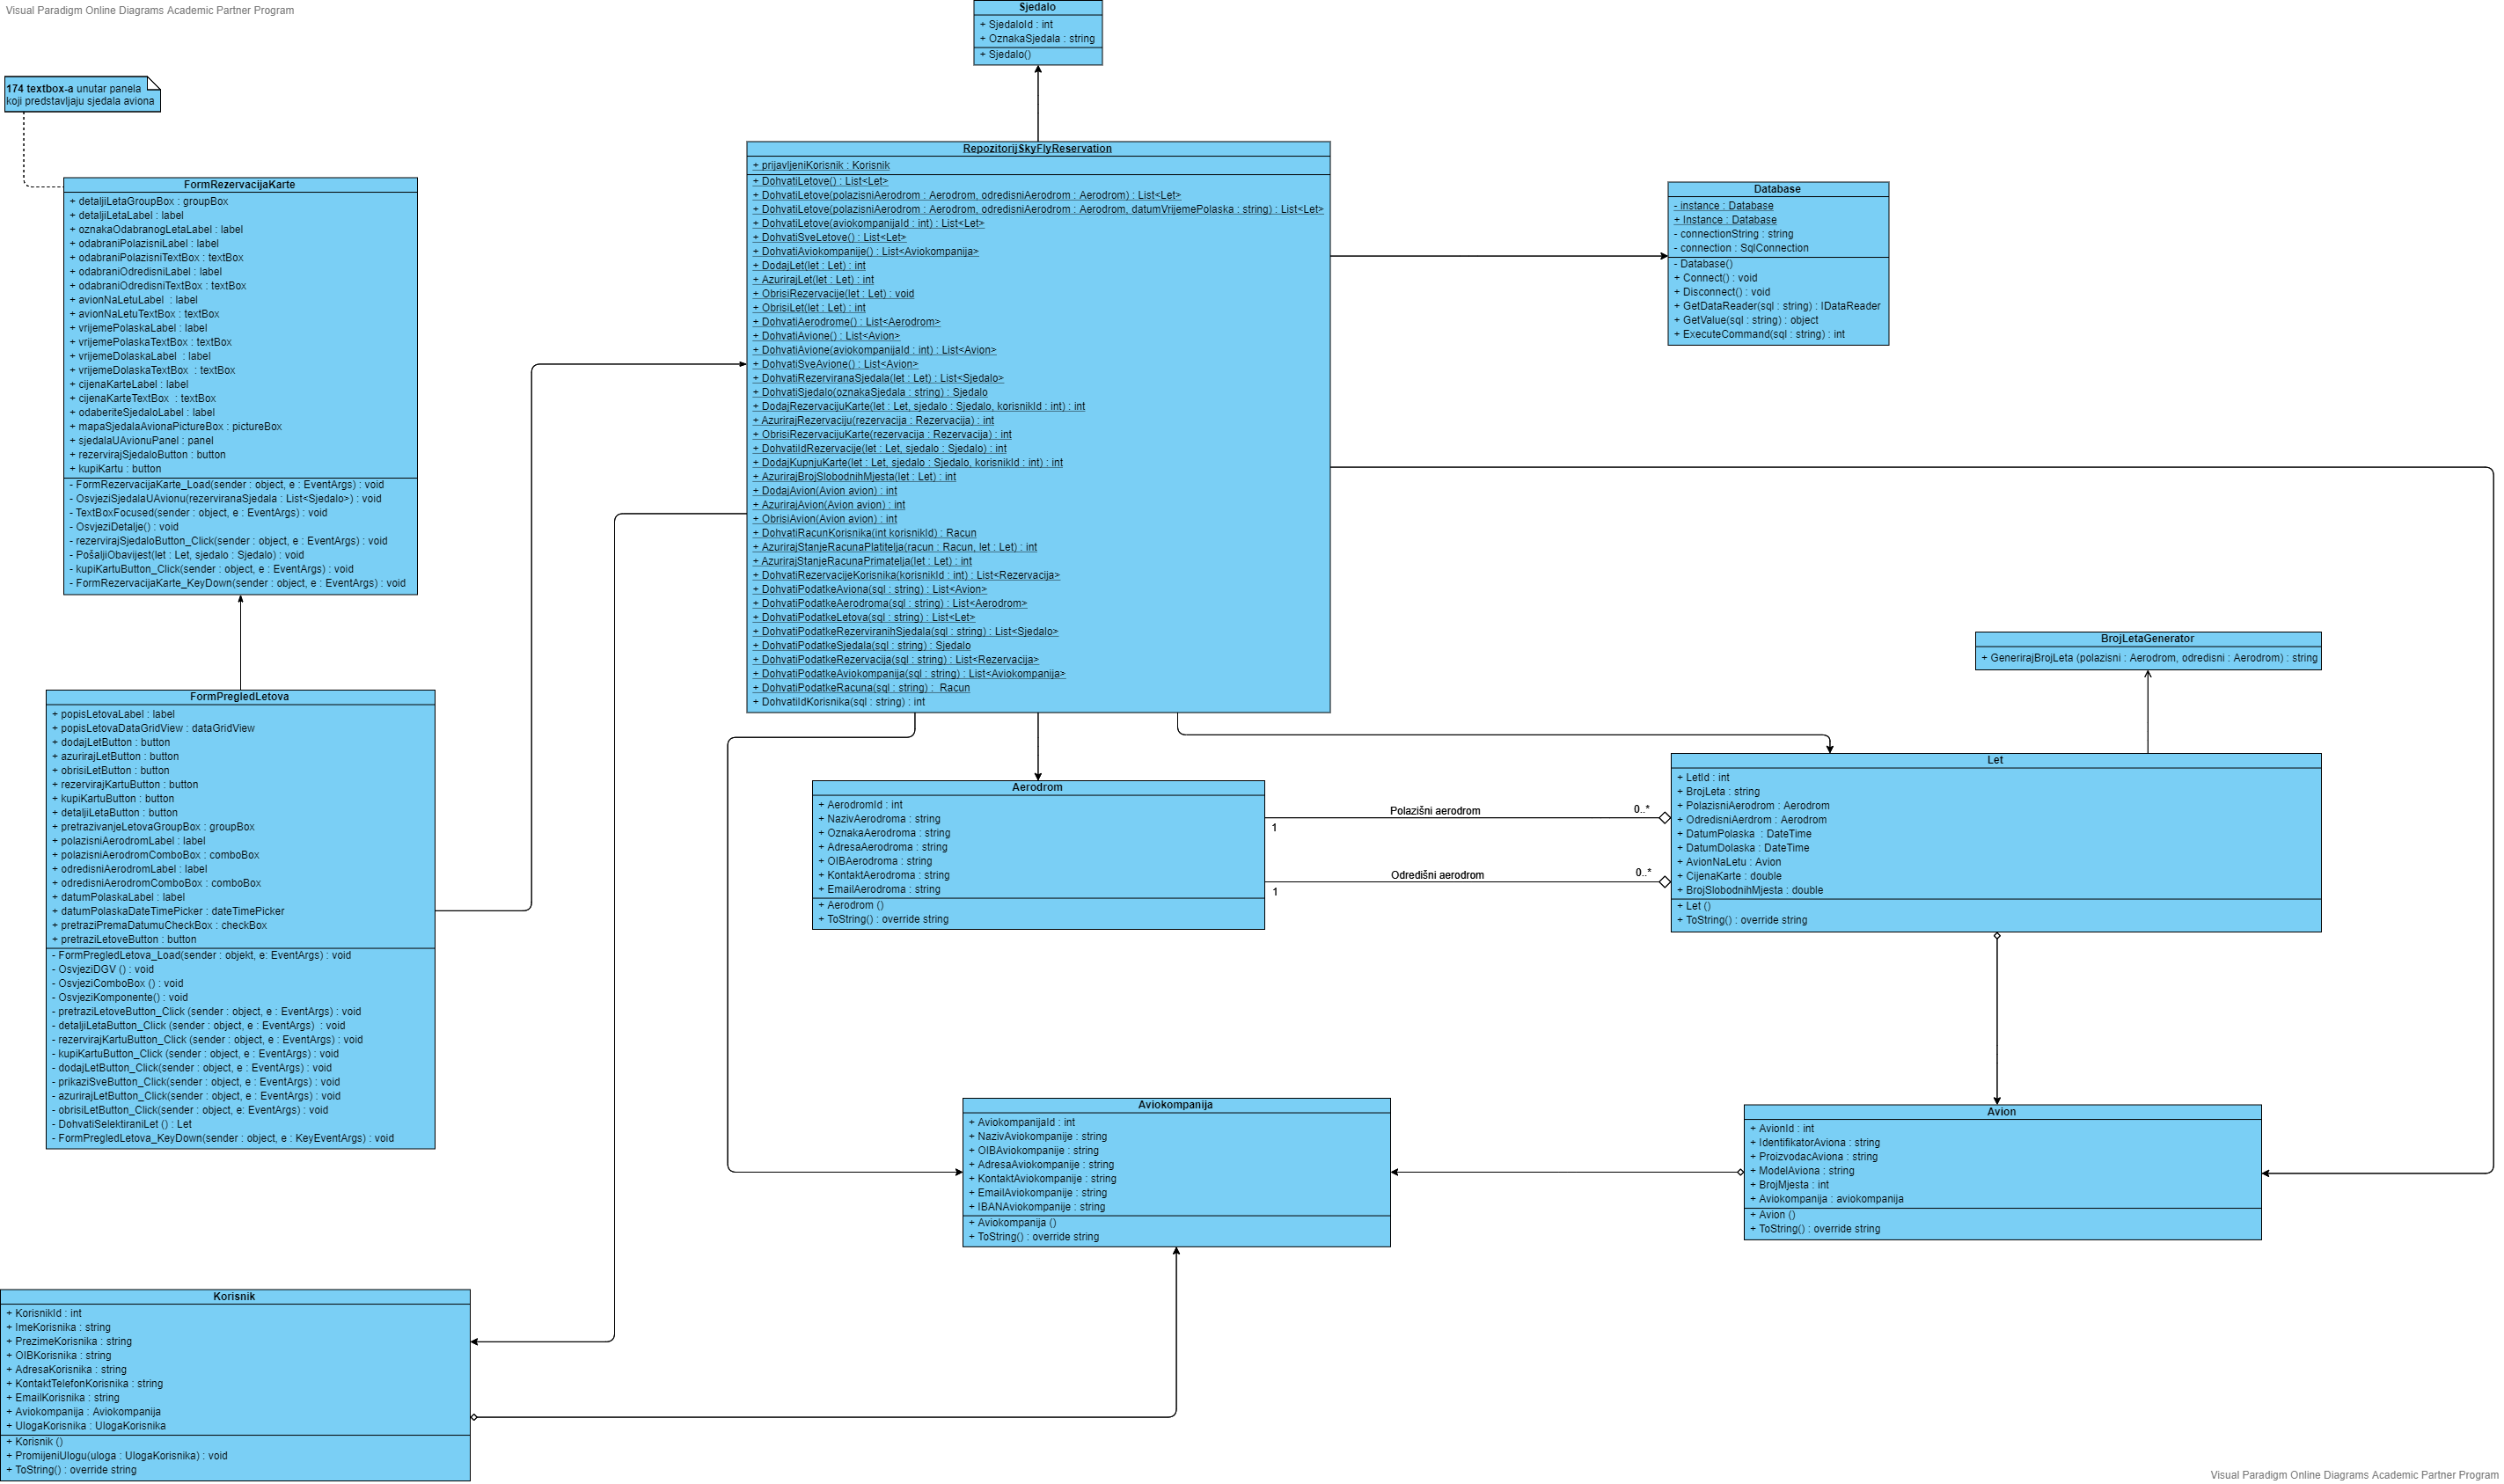 Visual Paradigm Online Diagrams Academic Partner Program
Sjedalo
+ SjedaloId : int
+ OznakaSjedala : string
+ Sjedalo()
174 textbox-a unutar panela
koji predstavljaju sjedala aviona
FormRezervacijaKarte
+ detaljiLetaGroupBox : groupBox
+ detaljiLetaLabel : label
+ oznakaOdabranogLetaLabel : label
+ odabraniPolazisniLabel : label
+ odabraniPolazisniTextBox : textBox
+ odabraniOdredisniLabel : label
+ odabraniOdredisniTextBox : textBox
+ avionNaLetuLabel  : label
+ avionNaLetuTextBox : textBox
+ vrijemePolaskaLabel : label
+ vrijemePolaskaTextBox : textBox
+ vrijemeDolaskaLabel  : label
+ vrijemeDolaskaTextBox  : textBox
+ cijenaKarteLabel : label
+ cijenaKarteTextBox  : textBox
+ odaberiteSjedaloLabel : label
+ mapaSjedalaAvionaPictureBox : pictureBox
+ sjedalaUAvionuPanel : panel
+ rezervirajSjedaloButton : button
+ kupiKartu : button
- FormRezervacijaKarte_Load(sender : object, e : EventArgs) : void
- OsvjeziSjedalaUAvionu(rezerviranaSjedala : List<Sjedalo>) : void
- TextBoxFocused(sender : object, e : EventArgs) : void
- OsvjeziDetalje() : void
- rezervirajSjedaloButton_Click(sender : object, e : EventArgs) : void
- PošaljiObavijest(let : Let, sjedalo : Sjedalo) : void
- kupiKartuButton_Click(sender : object, e : EventArgs) : void
- FormRezervacijaKarte_KeyDown(sender : object, e : EventArgs) : void
RepozitorijSkyFlyReservation
+ prijavljeniKorisnik : Korisnik
+ DohvatiLetove() : List<Let>
+ DohvatiLetove(polazisniAerodrom : Aerodrom, odredisniAerodrom : Aerodrom) : List<Let>
+ DohvatiLetove(polazisniAerodrom : Aerodrom, odredisniAerodrom : Aerodrom, datumVrijemePolaska : string) : List<Let>
+ DohvatiLetove(aviokompanijaId : int) : List<Let>
+ DohvatiSveLetove() : List<Let>
+ DohvatiAviokompanije() : List<Aviokompanija>
+ DodajLet(let : Let) : int
+ AzurirajLet(let : Let) : int
+ ObrisiRezervacije(let : Let) : void
+ ObrisiLet(let : Let) : int
+ DohvatiAerodrome() : List<Aerodrom>
+ DohvatiAvione() : List<Avion>
+ DohvatiAvione(aviokompanijaId : int) : List<Avion>
+ DohvatiSveAvione() : List<Avion>
+ DohvatiRezerviranaSjedala(let : Let) : List<Sjedalo>
+ DohvatiSjedalo(oznakaSjedala : string) : Sjedalo
+ DodajRezervacijuKarte(let : Let, sjedalo : Sjedalo, korisnikId : int) : int
+ AzurirajRezervaciju(rezervacija : Rezervacija) : int
+ ObrisiRezervacijuKarte(rezervacija : Rezervacija) : int
+ DohvatiIdRezervacije(let : Let, sjedalo : Sjedalo) : int
+ DodajKupnjuKarte(let : Let, sjedalo : Sjedalo, korisnikId : int) : int
+ AzurirajBrojSlobodnihMjesta(let : Let) : int
+ DodajAvion(Avion avion) : int
+ AzurirajAvion(Avion avion) : int
+ ObrisiAvion(Avion avion) : int
+ DohvatiRacunKorisnika(int korisnikId) : Racun
+ AzurirajStanjeRacunaPlatitelja(racun : Racun, let : Let) : int
+ AzurirajStanjeRacunaPrimatelja(let : Let) : int
+ DohvatiRezervacijeKorisnika(korisnikId : int) : List<Rezervacija>
+ DohvatiPodatkeAviona(sql : string) : List<Avion>
+ DohvatiPodatkeAerodroma(sql : string) : List<Aerodrom>
+ DohvatiPodatkeLetova(sql : string) : List<Let>
+ DohvatiPodatkeRezerviranihSjedala(sql : string) : List<Sjedalo>
+ DohvatiPodatkeSjedala(sql : string) : Sjedalo
+ DohvatiPodatkeRezervacija(sql : string) : List<Rezervacija>
+ DohvatiPodatkeAviokompanija(sql : string) : List<Aviokompanija>
+ DohvatiPodatkeRacuna(sql : string) :  Racun
+ DohvatiIdKorisnika(sql : string) : int
Database
- instance : Database
+ Instance : Database
- connectionString : string
- connection : SqlConnection
- Database()
+ Connect() : void
+ Disconnect() : void
+ GetDataReader(sql : string) : IDataReader
+ GetValue(sql : string) : object
+ ExecuteCommand(sql : string) : int
BrojLetaGenerator
+ GenerirajBrojLeta (polazisni : Aerodrom, odredisni : Aerodrom) : string
FormPregledLetova
+ popisLetovaLabel : label
+ popisLetovaDataGridView : dataGridView
+ dodajLetButton : button
+ azurirajLetButton : button
+ obrisiLetButton : button
+ rezervirajKartuButton : button
+ kupiKartuButton : button
+ detaljiLetaButton : button
+ pretrazivanjeLetovaGroupBox : groupBox
+ polazisniAerodromLabel : label
+ polazisniAerodromComboBox : comboBox
+ odredisniAerodromLabel : label
+ odredisniAerodromComboBox : comboBox
+ datumPolaskaLabel : label
+ datumPolaskaDateTimePicker : dateTimePicker
+ pretraziPremaDatumuCheckBox : checkBox
+ pretraziLetoveButton : button
- FormPregledLetova_Load(sender : objekt, e: EventArgs) : void
- OsvjeziDGV () : void
- OsvjeziComboBox () : void
- OsvjeziKomponente() : void
- pretraziLetoveButton_Click (sender : object, e : EventArgs) : void
- detaljiLetaButton_Click (sender : object, e : EventArgs)  : void
- rezervirajKartuButton_Click (sender : object, e : EventArgs) : void
- kupiKartuButton_Click (sender : object, e : EventArgs) : void
- dodajLetButton_Click(sender : object, e : EventArgs) : void
- prikaziSveButton_Click(sender : object, e : EventArgs) : void
- azurirajLetButton_Click(sender : object, e : EventArgs) : void
- obrisiLetButton_Click(sender : object, e: EventArgs) : void
- DohvatiSelektiraniLet () : Let
- FormPregledLetova_KeyDown(sender : object, e : KeyEventArgs) : void
Aerodrom
+ AerodromId : int
+ NazivAerodroma : string
+ OznakaAerodroma : string
+ AdresaAerodroma : string
+ OIBAerodroma : string
+ KontaktAerodroma : string
+ EmailAerodroma : string
+ Aerodrom ()
+ ToString() : override string
Polazišni aerodrom
0..*
1
Odredišni aerodrom
0..*
1
Let
+ LetId : int
+ BrojLeta : string
+ PolazisniAerodrom : Aerodrom
+ OdredisniAerdrom : Aerodrom
+ DatumPolaska  : DateTime
+ DatumDolaska : DateTime
+ AvionNaLetu : Avion
+ CijenaKarte : double
+ BrojSlobodnihMjesta : double
+ Let ()
+ ToString() : override string
Aviokompanija
+ AviokompanijaId : int
+ NazivAviokompanije : string
+ OIBAviokompanije : string
+ AdresaAviokompanije : string
+ KontaktAviokompanije : string
+ EmailAviokompanije : string
+ IBANAviokompanije : string
+ Aviokompanija ()
+ ToString() : override string
Avion
+ AvionId : int
+ IdentifikatorAviona : string
+ ProizvodacAviona : string
+ ModelAviona : string
+ BrojMjesta : int
+ Aviokompanija : aviokompanija
+ Avion ()
+ ToString() : override string
Korisnik
+ KorisnikId : int
+ ImeKorisnika : string
+ PrezimeKorisnika : string
+ OIBKorisnika : string
+ AdresaKorisnika : string
+ KontaktTelefonKorisnika : string
+ EmailKorisnika : string
+ Aviokompanija : Aviokompanija
+ UlogaKorisnika : UlogaKorisnika
+ Korisnik ()
+ PromijeniUlogu(uloga : UlogaKorisnika) : void
+ ToString() : override string
Visual Paradigm Online Diagrams Academic Partner Program